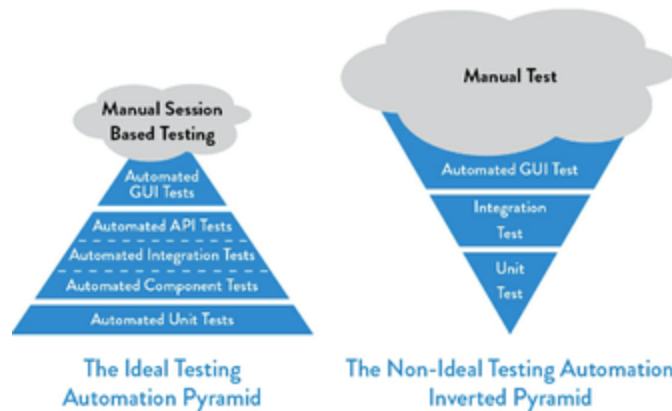 Manual Session
Based Testing
Automated
GUI Tests
Automated API Tests
Automated Integration Tests
Automated Component Tests
Automated Unit Tests
The Ideal Testing
Automation Pyramid
Manual Test
Automated GUI Test
Integration
Test
Unit
Test
The Non-Ideal Testing Automation
Inverted Pyramid